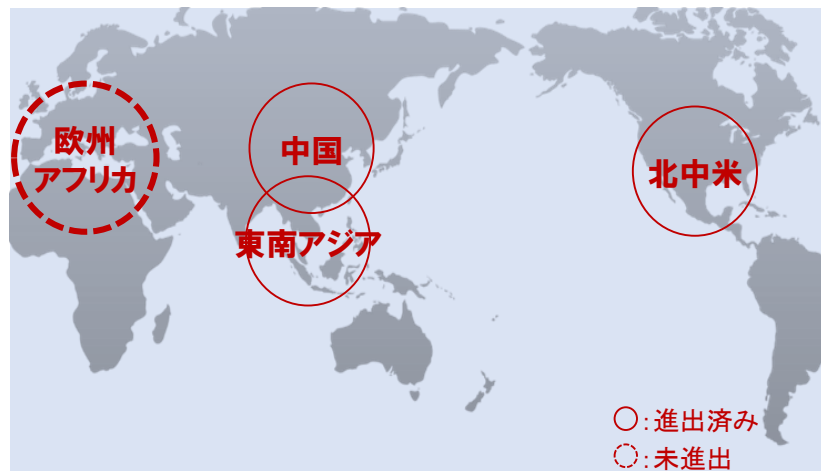 欧州
アフリカ
中国
東南アジア
北中米
○:進出済み
:未進出